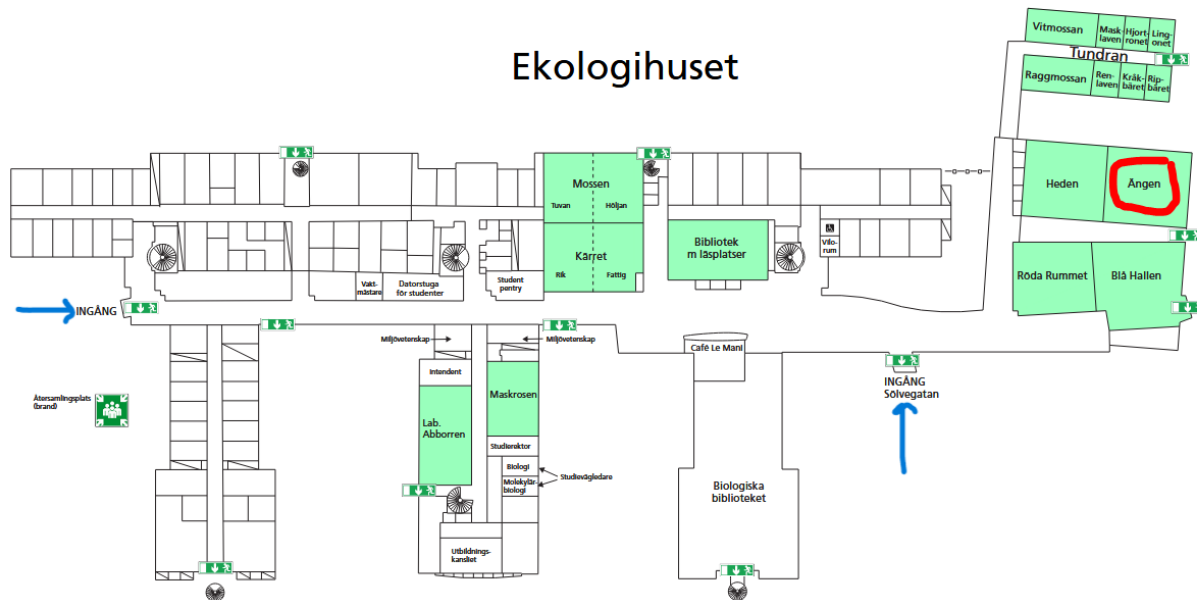 Ekologihuset
Vitmossan
Mask-
laven
Hjort-
ronet
Ling-
onet
Tundran
Raggmossan
Ren-
laven
Kråk-
bäret
Rip-
bäret
Heden
Ängen
Mossen
Tuvan
Höljan
Kärret
Rik
Fattig
Bibliotek
m läsplatser
Vilo-
rum
Röda Rummet
Blå Hallen
Vakt-
mästare
Datorstuga
för studenter
Student
pentry
INGÅNG
Miljövetenskap
Miljövetenskap
Café Le Mani
Intendent
INGÅNG
Sölvegatan
Återsamlingsplats
(brand)
Lab.
Abborren
Maskrosen
Studierektor
Biologi
Molekylär-
biologi
Studievägledare
Biologiska
biblioteket
Utbildnings-
kansliet